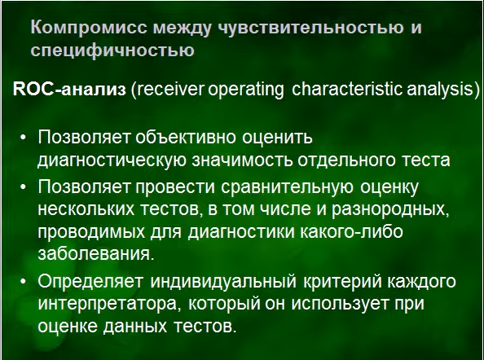 Компромисс между чувствительностью и
специфичностью
ROC-анализ (receiver operating characteristic analysis)
• Позволяет объективно оценить
диагностическую значимость отдельного теста
• Позволяет провести сравнительную оценку
нескольких тестов, в том числе и разнородных,
проводимых для диагностики какого-либо
заболевания.
• Определяет индивидуальный критерий каждого
интерпретатора, который он использует при
оценке данных тестов.